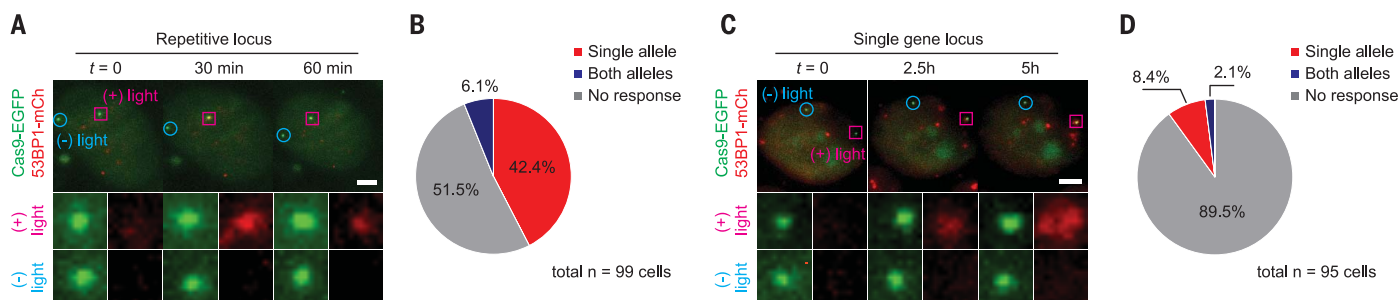 A
Repetitive locus
t = 0
30 min
60 min
Cas9-EGFP
53BP1-mCh
(+) light
(-) light
(+)
light
(-)
light
B
Single allele
Both alleles
No response
6.1%
42.4%
51.5%
total n = 99 cells
C
Single gene locus
t = 0
2.5h
5h
Cas9-EGFP
53BP1-mCh
(-) light
(+) light
(+)
light
(-)
light
D
Single allele
Both alleles
No response
8.4%
2.1%
89.5%
total n = 95 cells